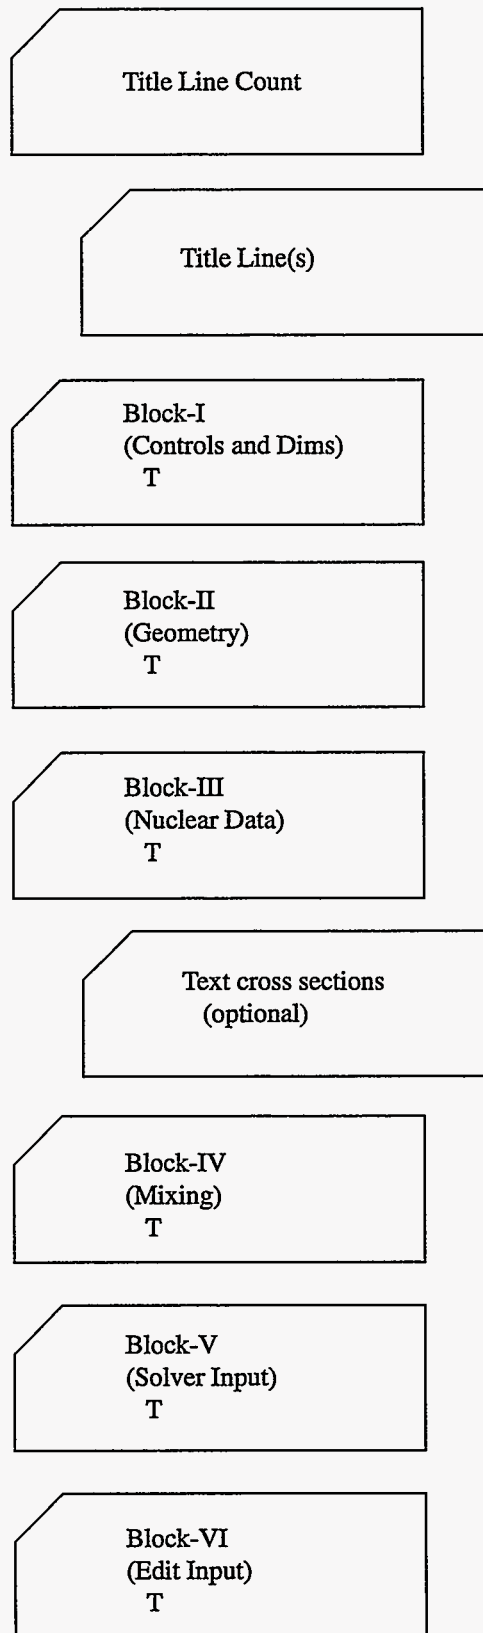 Title Line Count
Title Line(s)
Block-I
(Controls and Dims)
T
Block-II
(Geometry)
T
Block-III
(Nuclear Data)
T
Text cross sections
(optional)
Block-IV
(Mixing)
T
Block-V
(Solver Input)
T
Block-VI
(Edit Input)
T